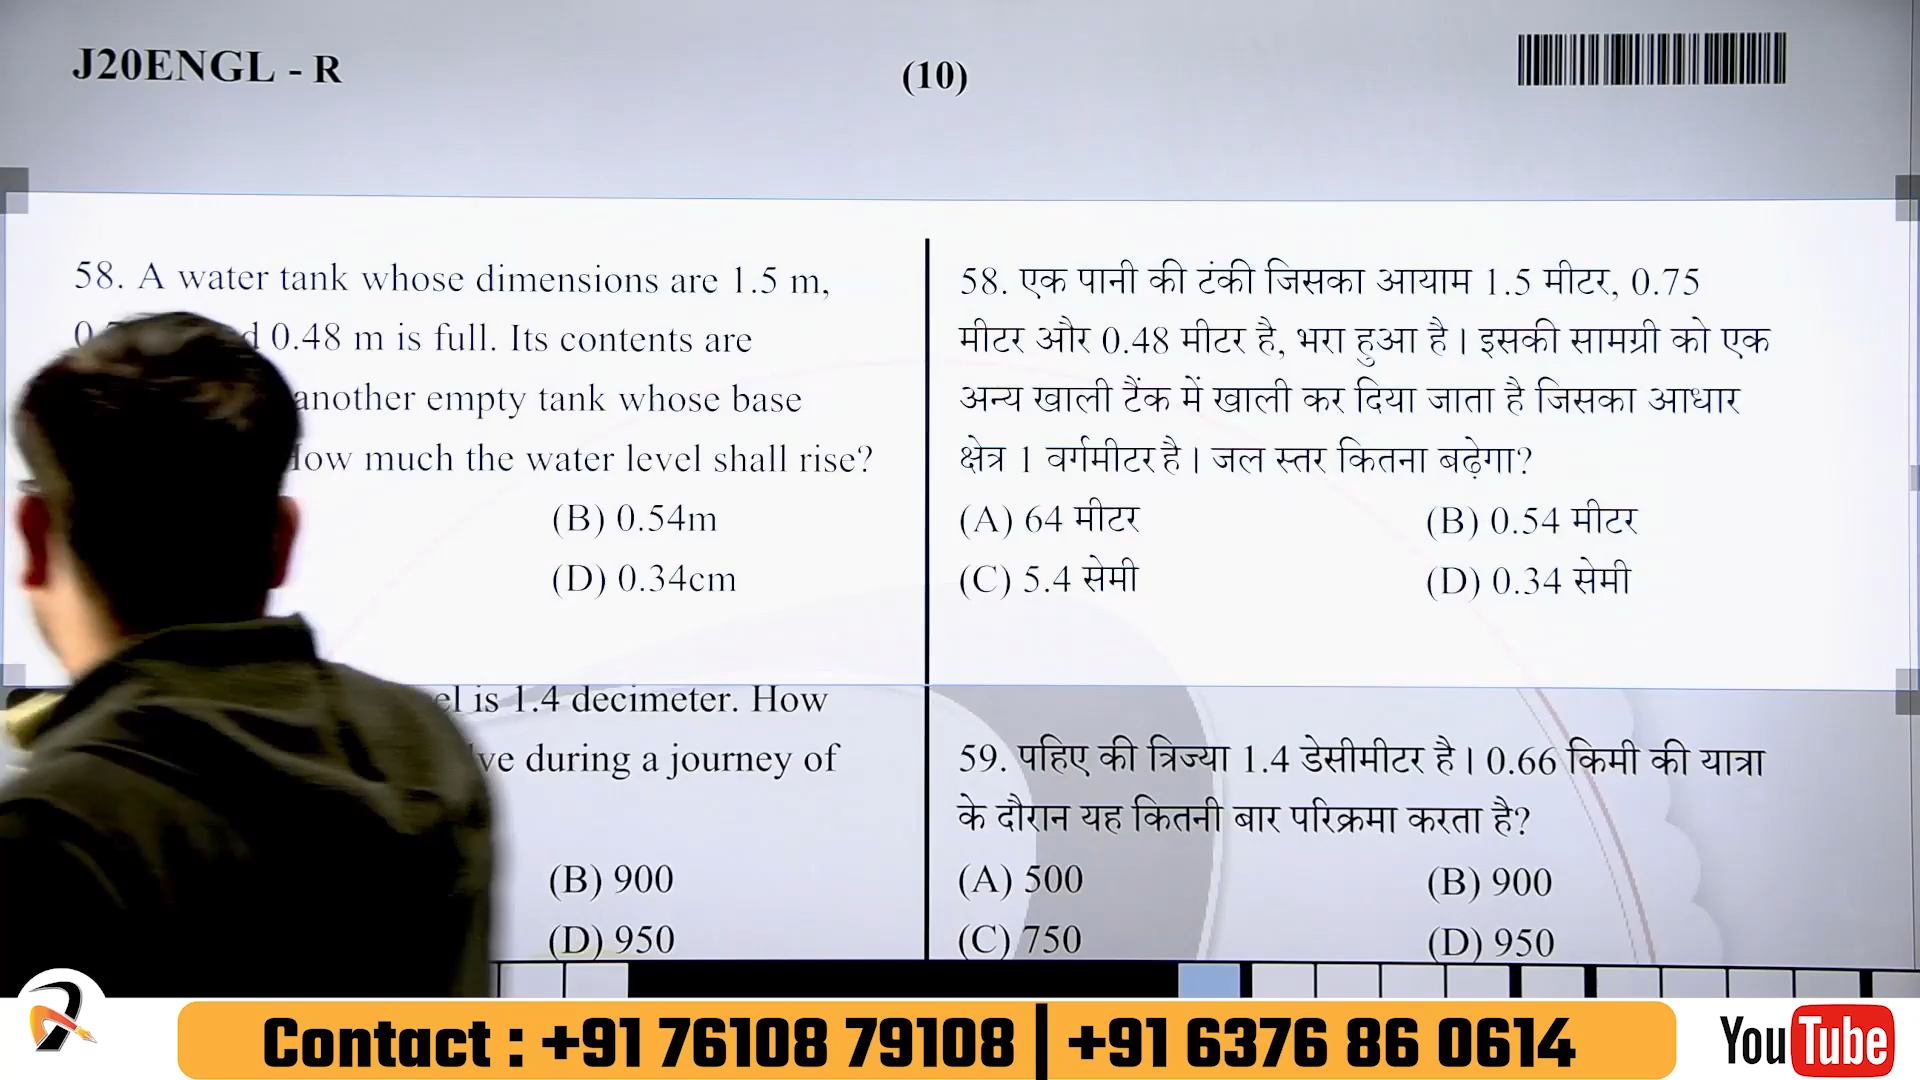 J20ENGL - R
(10)
58. A water tank whose dimensions are 1.5 m,
0.48 m is full. Its contents are
another empty tank whose base
How much the water level shall rise?
(B) 0.54m
(D) 0.34cm
is 1.4 decimeter. How
during a journey of
(B) 900
(D) 950
58. एक पानी की टंकी जिसका आयाम 1.5 मीटर, 0.75
मीटर और 0.48 मीटर है, भरा हुआ है। इसकी सामग्री को एक
अन्य खाली टैंक में खाली कर दिया जाता है जिसका आधार
क्षेत्र 1 वर्गमीटर है। जल स्तर कितना बढ़ेगा?
(A) 64 मीटर (B) 0.54 मीटर
(C) 5.4 सेमी (D) 0.34 सेमी
59. पहिए की त्रिज्या 1.4 डेसीमीटर है। 0.66 किमी की यात्रा
के दौरान यह कितनी बार परिक्रमा करता है?
(A) 500 (B) 900
(C) 750 (D) 950
Contact : +91 76108 79108 | +91 6376 86 0614
YouTube